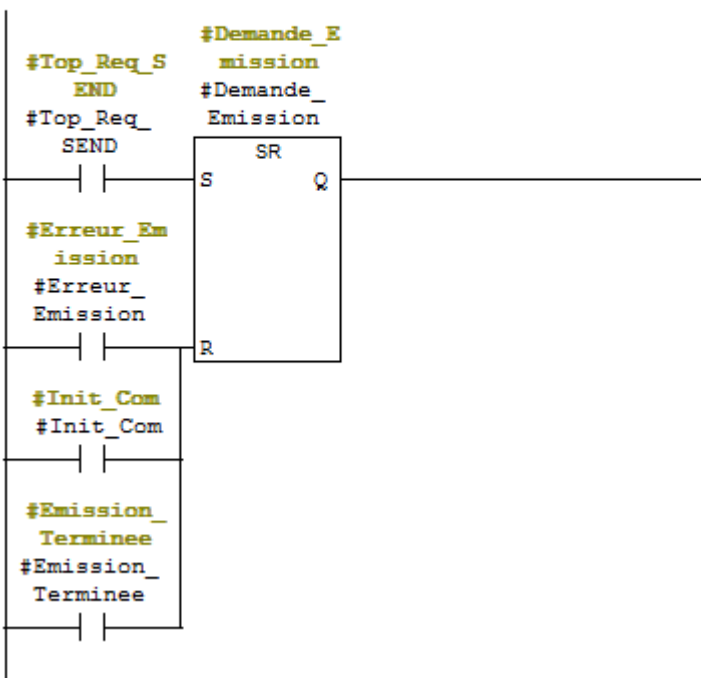 #Demande_E
mission
#Demande_
Emission
#Top_Req_S
END
#Top_Req_
SEND
SR
S
Q
#Erreur_Em
ission
#Erreur_
Emission
R
#Init_Com
#Init_Com
#Emission_
Terminee
#Emission_
Terminee